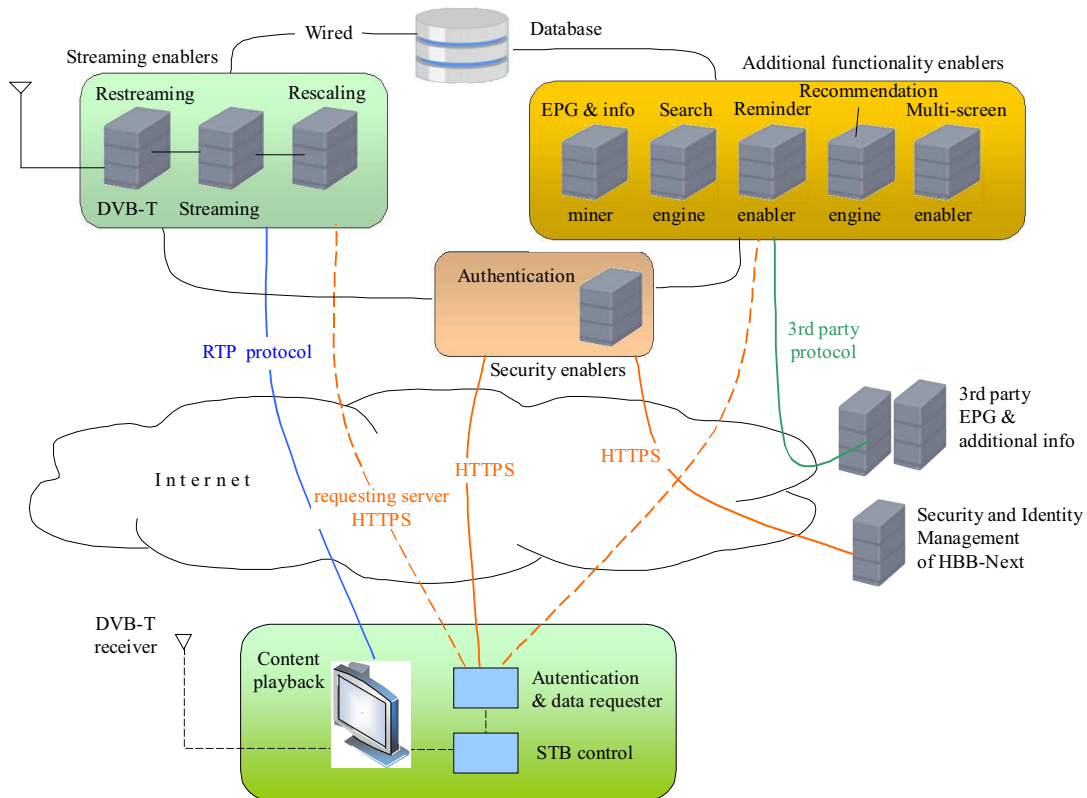 Wired
Database
Streaming enablers
Additional functionality enablers
Restreaming
Rescaling
DVB-T
Streaming
Recommendation
EPG & info
Search
Reminder
Multi-screen
miner
engine
enabler
engine
enabler
Authentication
Security enablers
RTP protocol
3rd party
protocol
3rd party
EPG &
additional info
HTTPS
HTTPS
Internet
requesting server
HTTPS
Security and Identity
Management
of HBB-Next
DVB-T
receiver
Content
playback
Autentication
& data requester
STB control